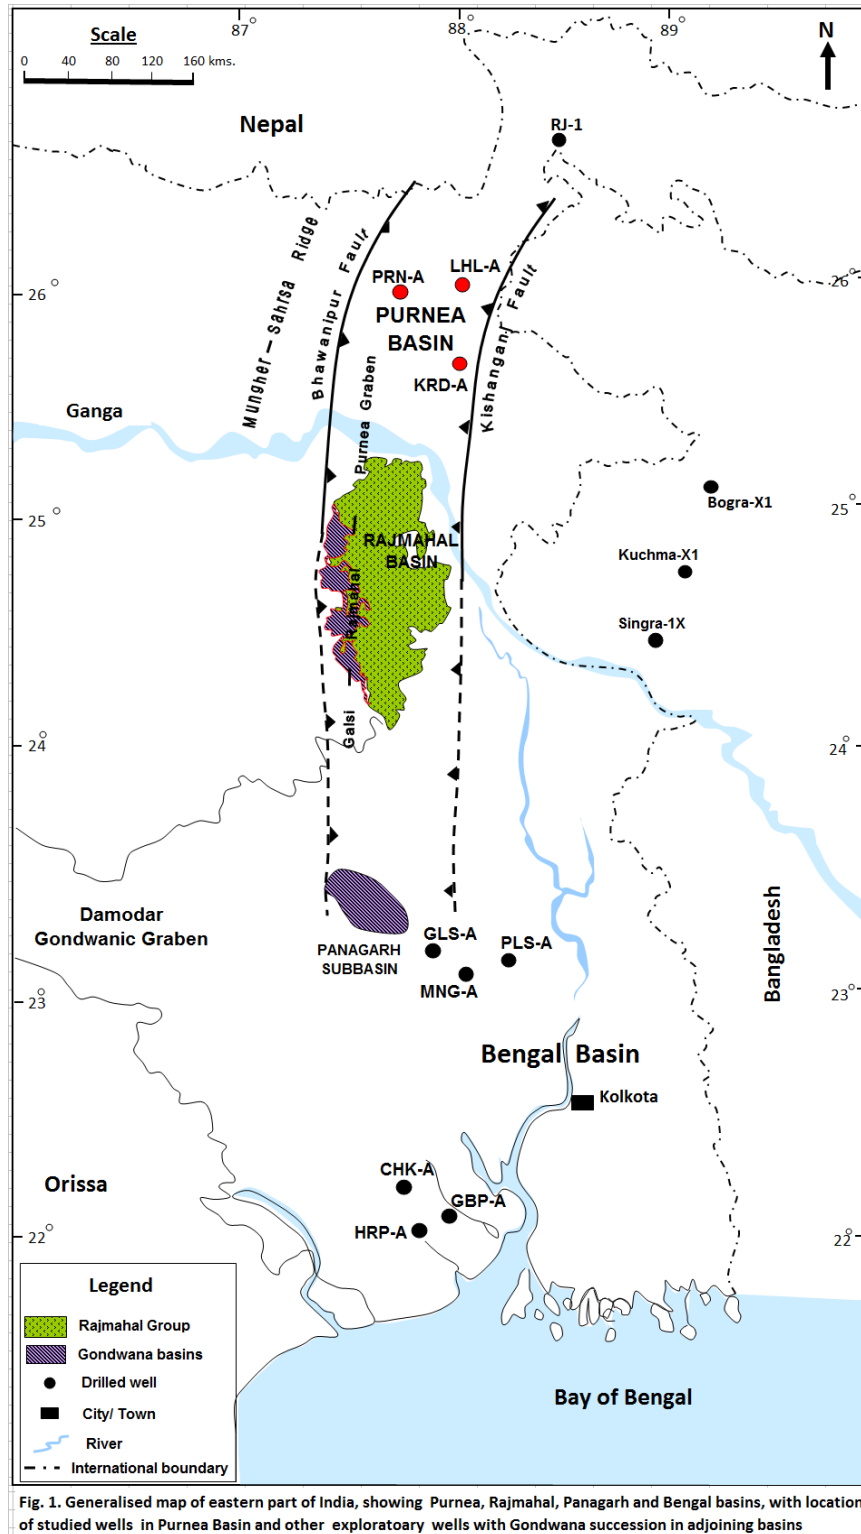 87°
88°
89°
Scale
0 40 80 120 160 kms.
N
Nepal
RJ-1
Mungher–sahrsa Ridge
Bhawanipur Fault
PRN-A
LHL-A
26°
26°
PURNEA
BASIN
KRD-A
Kishanganj Fault
Purnea Graben
Ganga
Bogra-X1
25°
25°
RAJMAHAL
BASIN
Kuchma-X1
Rajmahal
Singra-1X
Galsi
24°
24°
Damodar
Gondwanic Graben
PANAGARH
SUBBASIN
GLS-A
PLS-A
MNG-A
Bangladesh
23°
23°
Bengal Basin
Kolkota
Orissa
CHK-A
GBP-A
HRP-A
22°
22°
Legend
Rajmahal Group
Gondwana basins
Drilled well
City/ Town
River
International boundary
Bay of Bengal
Fig. 1. Generalised map of eastern part of India, showing Purnea, Rajmahal, Panagarh and Bengal basins, with location
of studied wells in Purnea Basin and other exploratoary wells with Gondwana succession in adjoining basins